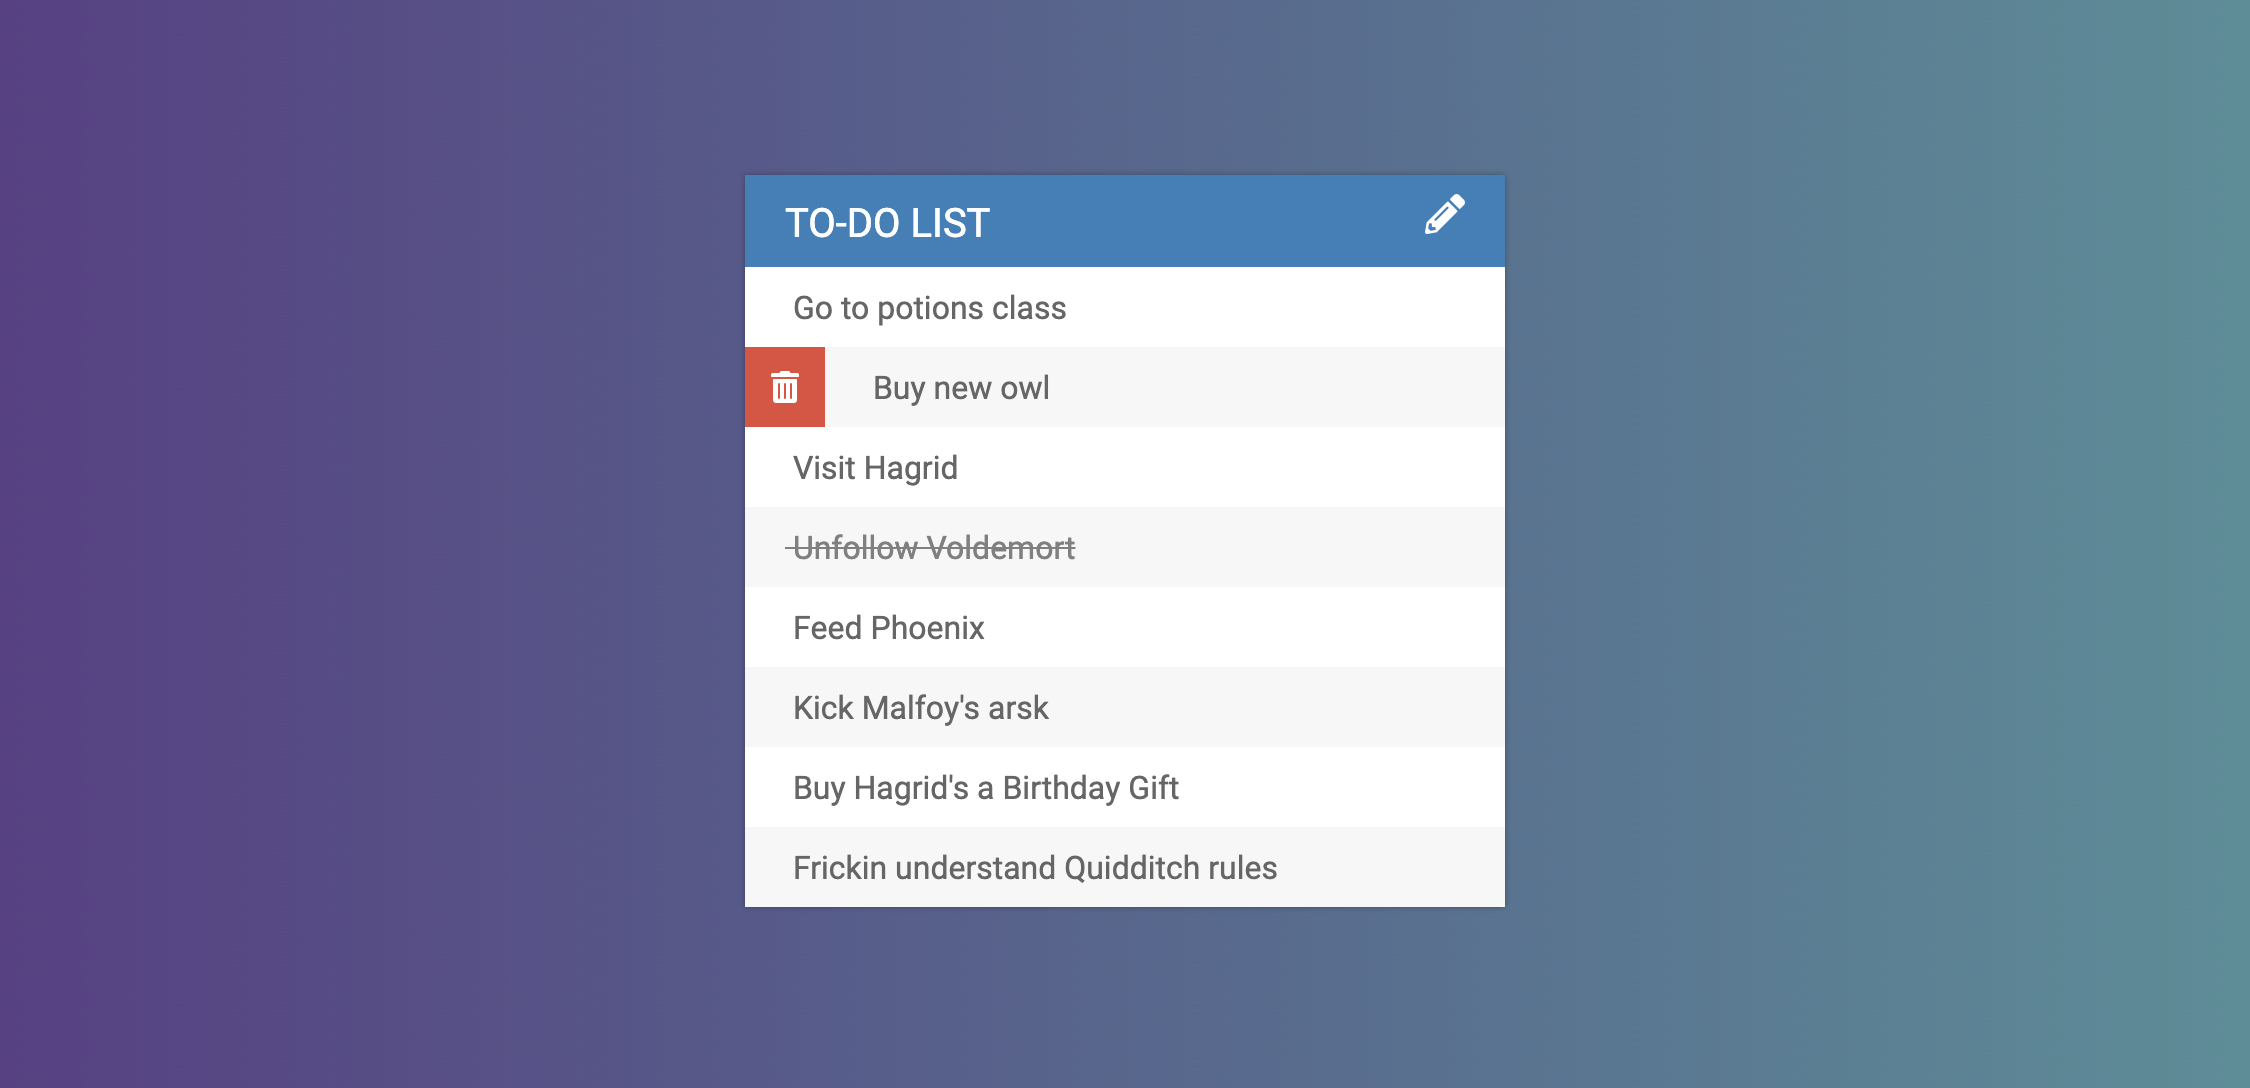 TO-DO LIST
Go to potions class
Buy new owl
Visit Hagrid
Unfollow Voldemort
Feed Phoenix
Kick Malfoy's arsk
Buy Hagrid's a Birthday Gift
Frickin understand Quidditch rules